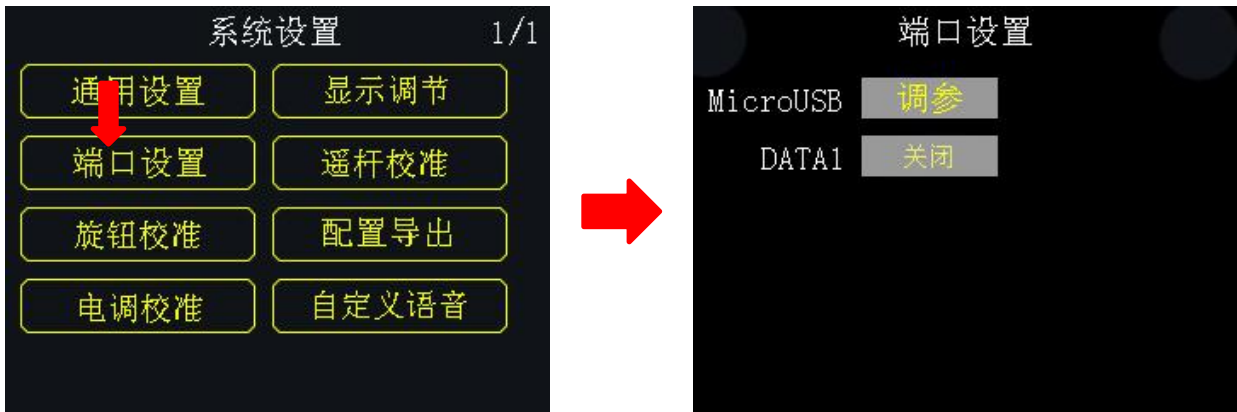 系统设置 1/1
通用设置 显示调节
端口设置 遥杆校准
旋钮校准 配置导出
电调校准 自定义语音
端口设置
MicroUSB 调参
DATA1 关闭